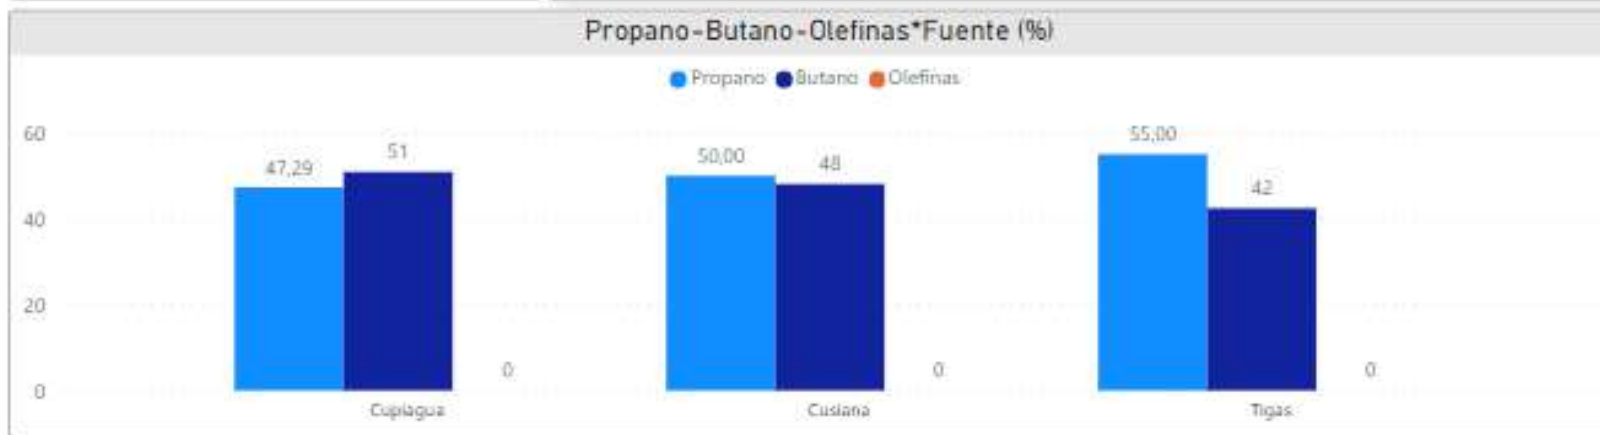 Propano-Butano-Olefinas*Fuente (%)
Propano Butano Olefinas
60
40
20
0
47,29
51
0
50,00
48
0
55,00
42
0
Cupiagua
Cusiana
Tigas